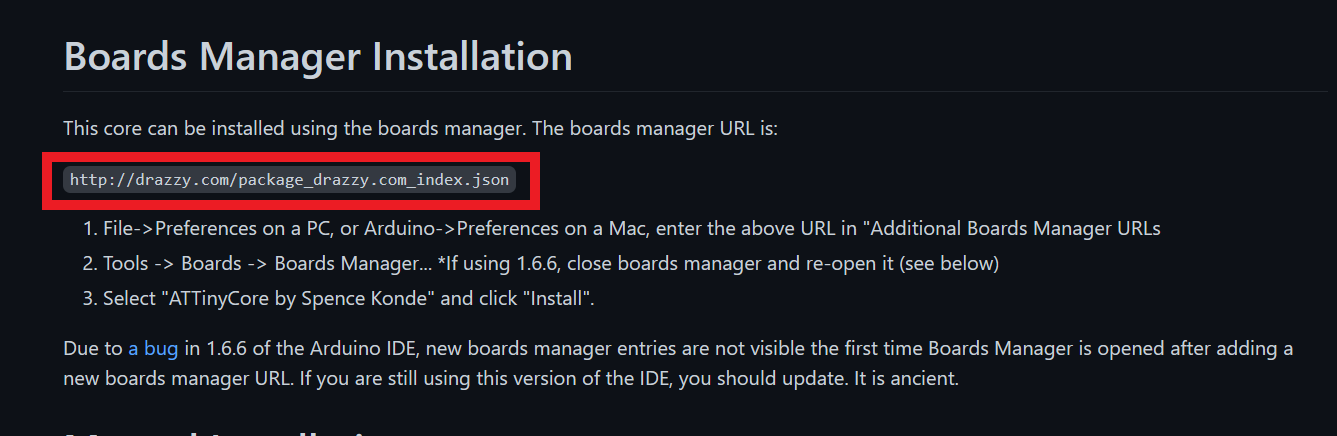 Boards Manager Installation
This core can be installed using the boards manager. The boards manager URL is:
http://drazzy.com/package_drazzy.com_index.json
1. File->Preferences on a PC, or Arduino->Preferences on a Mac, enter the above URL in "Additional Boards Manager URLs
2. Tools -> Boards -> Boards Manager... *If using 1.6.6, close boards manager and re-open it (see below)
3. Select "ATTinyCore by Spence Konde" and click "Install".
Due to a bug in 1.6.6 of the Arduino IDE, new boards manager entries are not visible the first time Boards Manager is opened after adding a
new boards manager URL. If you are still using this version of the IDE, you should update. It is ancient.